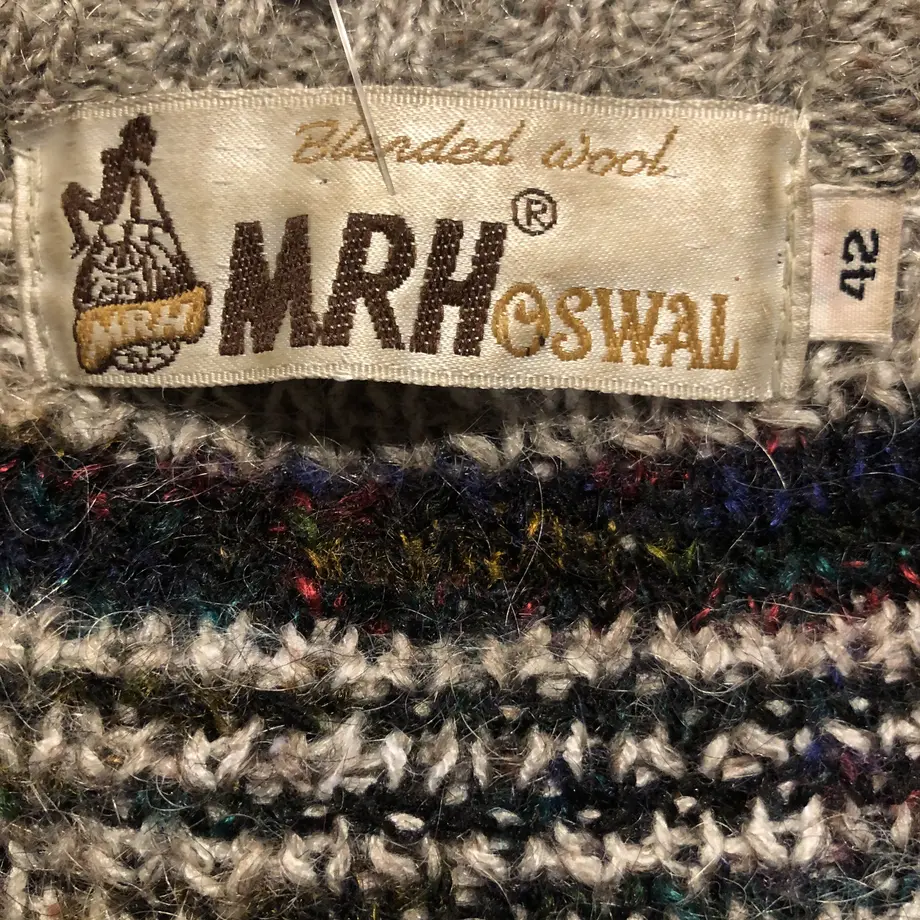 Blended wool
MRH® OSWAL
MRH
42